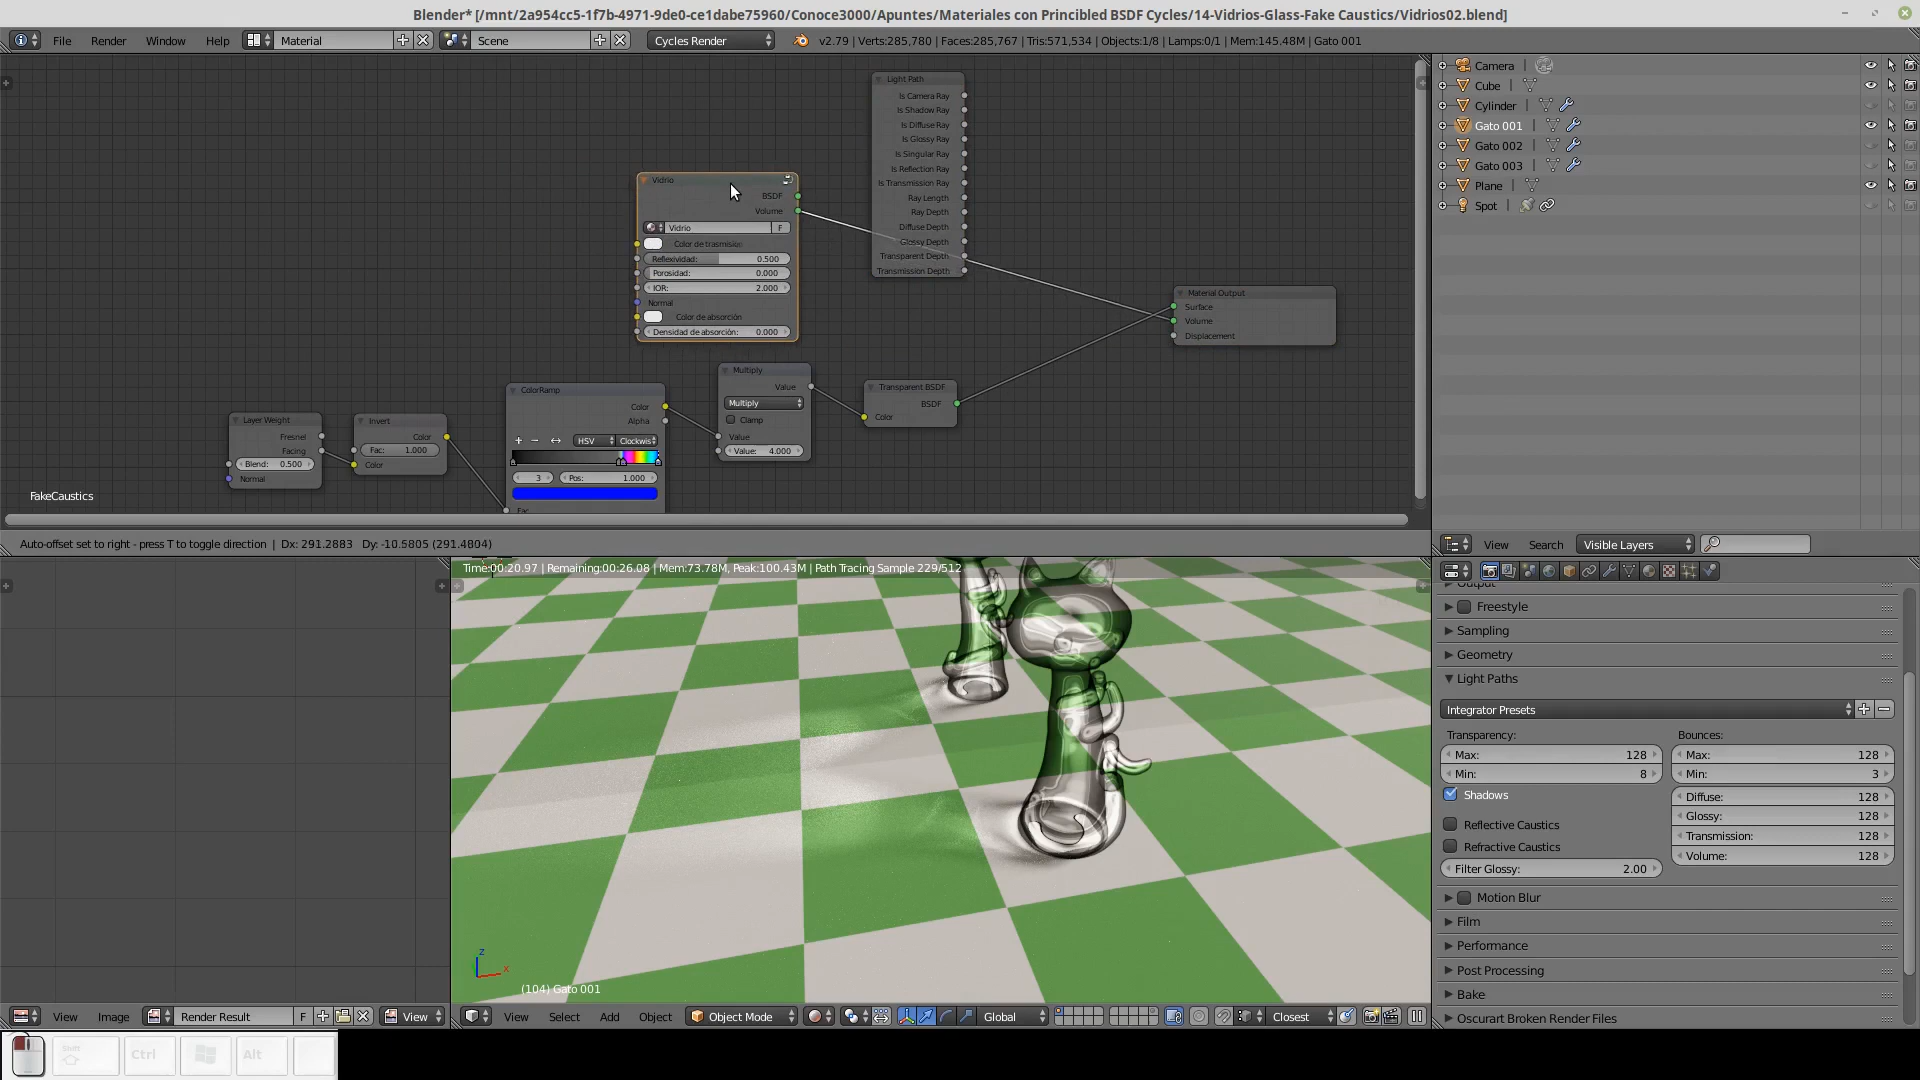 Blender* [/mnt/2a954cc5-1f7b-4971-9de0-ce1dabe75960/Conoce3000/Apuntes/Materiales con Princibled BSDF Cycles/14-Vidrios-Glass-Fake Caustics/Vidrios02.blend]
File Render Window Help Material Scene Cycles Render v2.79 | Verts:285,780 | Faces:285,767 | Tris:571,534 | Objects:1/8 | Lamps:0/1 | Mem:145.48M | Gato 001
Light Path
Is Camera Ray
Is Shadow Ray
Is Diffuse Ray
Is Glossy Ray
Is Singular Ray
Is Reflection Ray
Is Transmission Ray
Ray Length
Ray Depth
Diffuse Depth
Glossy Depth
Transparent Depth
Transmission Depth
Vidrio
BSDF
Volume
Vidrio F
Color de trasmision
Reflexividad: 0.500
Porosidad: 0.000
IOR: 2.000
Normal
Color de absorción
Densidad de absorción: 0.000
Material Output
Surface
Volume
Displacement
Layer Weight
Fresnel
Facing
Blend: 0.500
Normal
Invert
Color
Fac: 1.000
Color
ColorRamp
Color
Alpha
HSV Clockwis
3 Pos: 1.000
Fac
Multiply
Value
Multiply
Clamp
Value
Value: 4.000
Transparent BSDF
BSDF
Color
FakeCaustics
Auto-offset set to right - press T to toggle direction | Dx: 291.2883 Dy: -10.5805 (291.4804)
Camera
Cube
Cylinder
Gato 001
Gato 002
Gato 003
Plane
Spot
View Search Visible Layers
Time:00:20.97 | Remaining:00:26.08 | Mem:73.78M, Peak:100.43M | Path Tracing Sample 229/512
Output
Freestyle
Sampling
Geometry
Light Paths
Integrator Presets
Transparency:
Max: 128
Min: 8
Shadows
Reflective Caustics
Refractive Caustics
Filter Glossy: 2.00
Bounces:
Max: 128
Min: 3
Diffuse: 128
Glossy: 128
Transmission: 128
Volume: 128
Motion Blur
Film
Performance
Post Processing
Bake
Oscurart Broken Render Files
z
x
(104) Gato 001
View Image Render Result F View
View Select Add Object Object Mode Global Closest
Shift Ctrl Alt